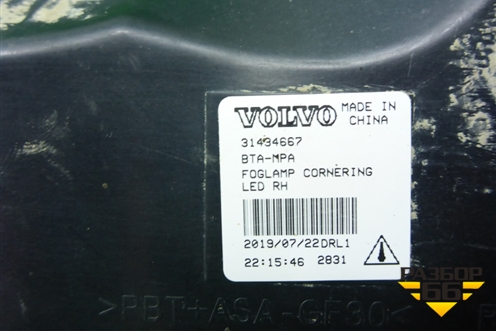 VOLVO MADE IN CHINA
31434667
BTA-MPA
FOGLAMP CORNERING
LED RH
2019/07/22DRL1
22:15:46 2831
>PBT+ASA-GF30<
РАЗБОР
66